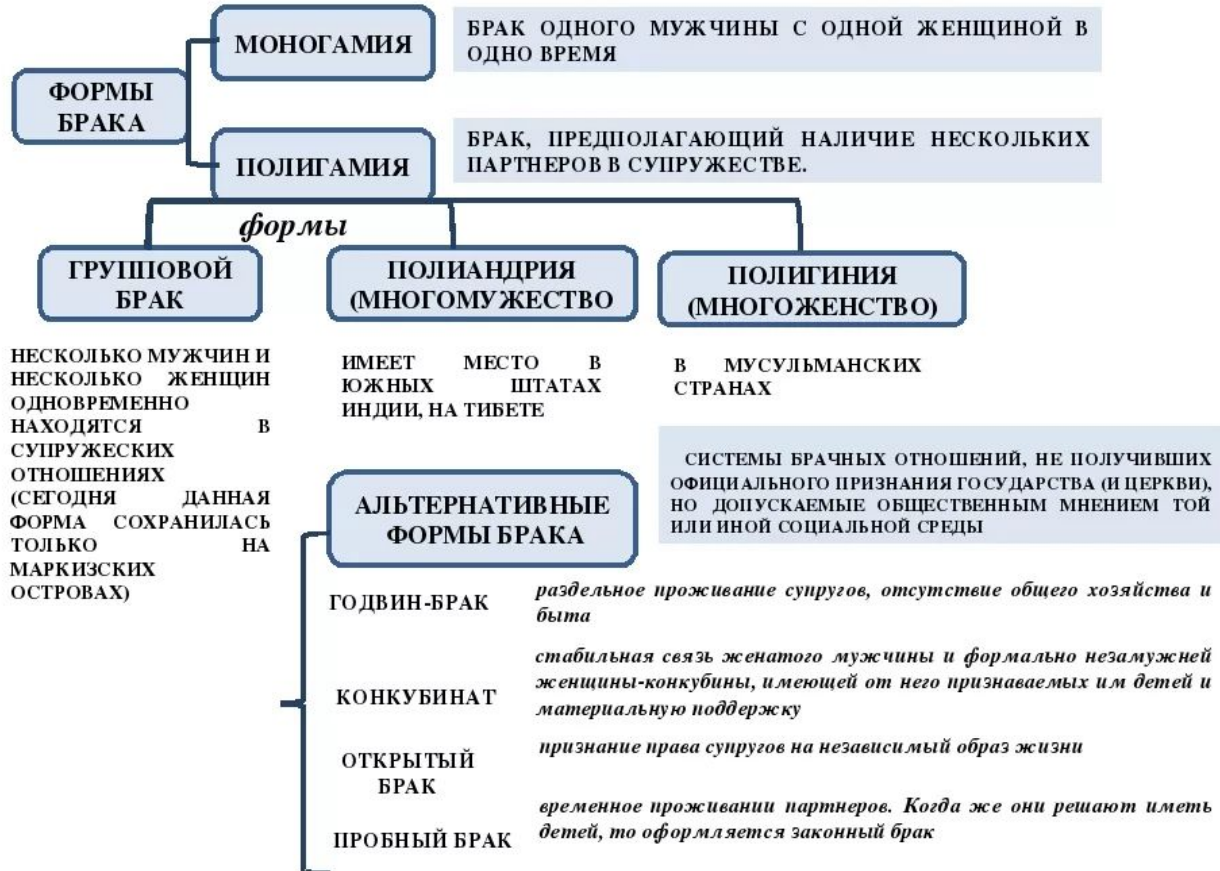 МОНОГАМИЯ
БРАК ОДНОГО МУЖЧИНЫ С ОДНОЙ ЖЕНЩИНОЙ В
ОДНО ВРЕМЯ
ФОРМЫ
БРАКА
ПОЛИГАМИЯ
БРАК, ПРЕДПОЛАГАЮЩИЙ НАЛИЧИЕ НЕСКОЛЬКИХ
ПАРТНЕРОВ В СУПРУЖЕСТВЕ.
формы
ГРУППОВОЙ
БРАК
ПОЛИАНДРИЯ
(МНОГОМУЖЕСТВО
ПОЛИГИНИЯ
(МНОГОЖЕНСТВО)
НЕСКОЛЬКО МУЖЧИН И
НЕСКОЛЬКО ЖЕНЩИН
ОДНОВРЕМЕННО
НАХОДЯТСЯ В
СУПРУЖЕСКИХ
ОТНОШЕНИЯХ
(СЕГОДНЯ ДАННАЯ
ФОРМА СОХРАНИЛАСЬ
ТОЛЬКО НА
МАРКИЗСКИХ
ОСТРОВАХ)
ИМЕЕТ МЕСТО В
ЮЖНЫХ ШТАТАХ
ИНДИИ, НА ТИБЕТЕ
В МУСУЛЬМАНСКИХ
СТРАНАХ
АЛЬТЕРНАТИВНЫЕ
ФОРМЫ БРАКА
СИСТЕМЫ БРАЧНЫХ ОТНОШЕНИЙ, НЕ ПОЛУЧИВШИХ
ОФИЦИАЛЬНОГО ПРИЗНАНИЯ ГОСУДАРСТВА (И ЦЕРКВИ),
НО ДОПУСКАЕМЫЕ ОБЩЕСТВЕННЫМ МНЕНИЕМ ТОЙ
ИЛИ ИНОЙ СОЦИАЛЬНОЙ СРЕДЫ
ГОДВИН-БРАК
раздельное проживание супругов, отсутствие общего хозяйства и
быта
КОНКУБИНАТ
стабильная связь женатого мужчины и формально незамужней
женщины-конкубины, имеющей от него признаваемых им детей и
материальную поддержку
ОТКРЫТЫЙ
БРАК
признание права супругов на независимый образ жизни
ПРОБНЫЙ БРАК
временное проживании партнеров. Когда же они решают иметь
детей, то оформляется законный брак